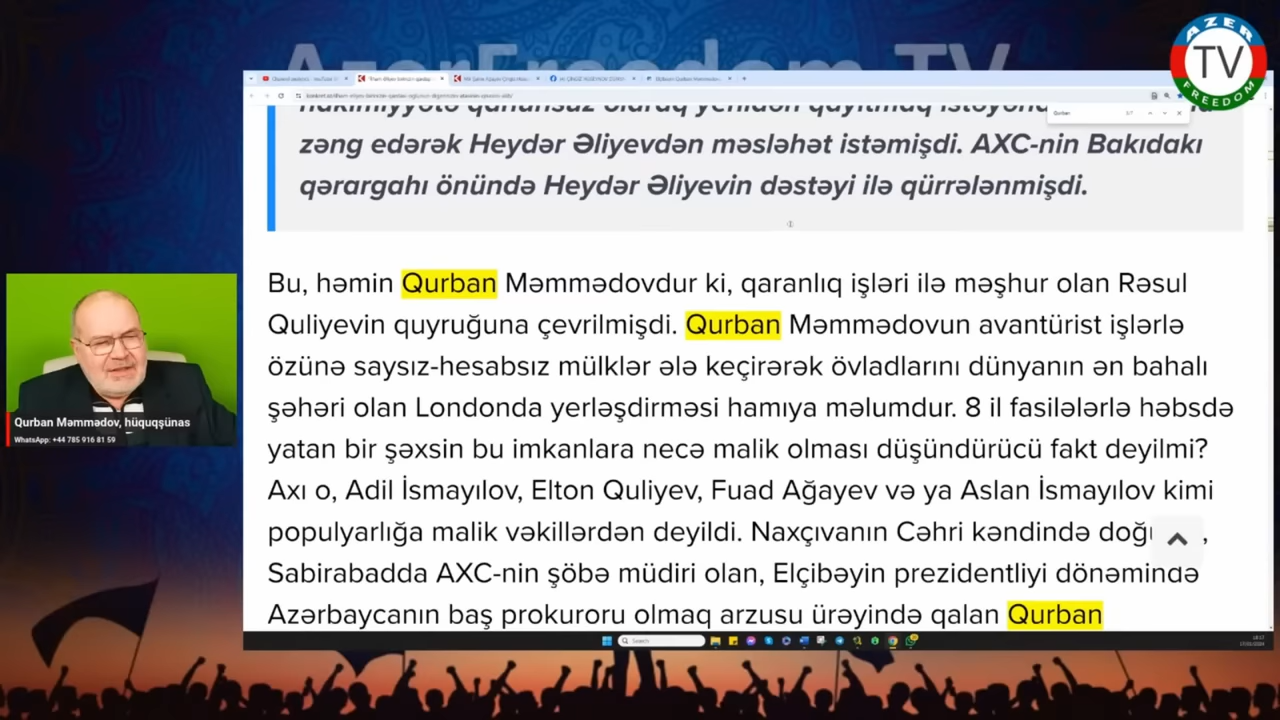 AzerFreedom TV
AZER
TV
FREEDOM
Qurban
zəng edərək Heydər Əliyevdən məsləhət istəmişdi. AXC-nin Bakıdakı
qərargahı önündə Heydər Əliyevin dəstəyi ilə qürrələnmişdi.
Bu, həmin Qurban Məmmədovdur ki, qaranlıq işləri ilə məşhur olan Rəsul
Quliyevin quyruğuna çevrilmişdi. Qurban Məmmədovun avantürist işlərlə
özünə saysız-hesabsız mülklər ələ keçirərək övladlarını dünyanın ən bahalı
şəhəri olan Londonda yerləşdirməsi hamıya məlumdur. 8 il fasilələrlə həbsdə
yatan bir şəxsin bu imkanlara necə malik olması düşündürücü fakt deyilmi?
Axı o, Adil İsmayılov, Elton Quliyev, Fuad Ağayev və ya Aslan İsmayılov kimi
populyarlığa malik vəkillərdən deyildi. Naxçıvanın Cəhri kəndində
Sabirabadda AXC-nin şöbə müdiri olan, Elçibəyin prezidentliyi dönəmində
Azərbaycanın baş prokuroru olmaq arzusu ürəyində qalan Qurban
Qurban Məmmədov, hüquqşünas
WhatsApp: +44 785 916 81 59
Search